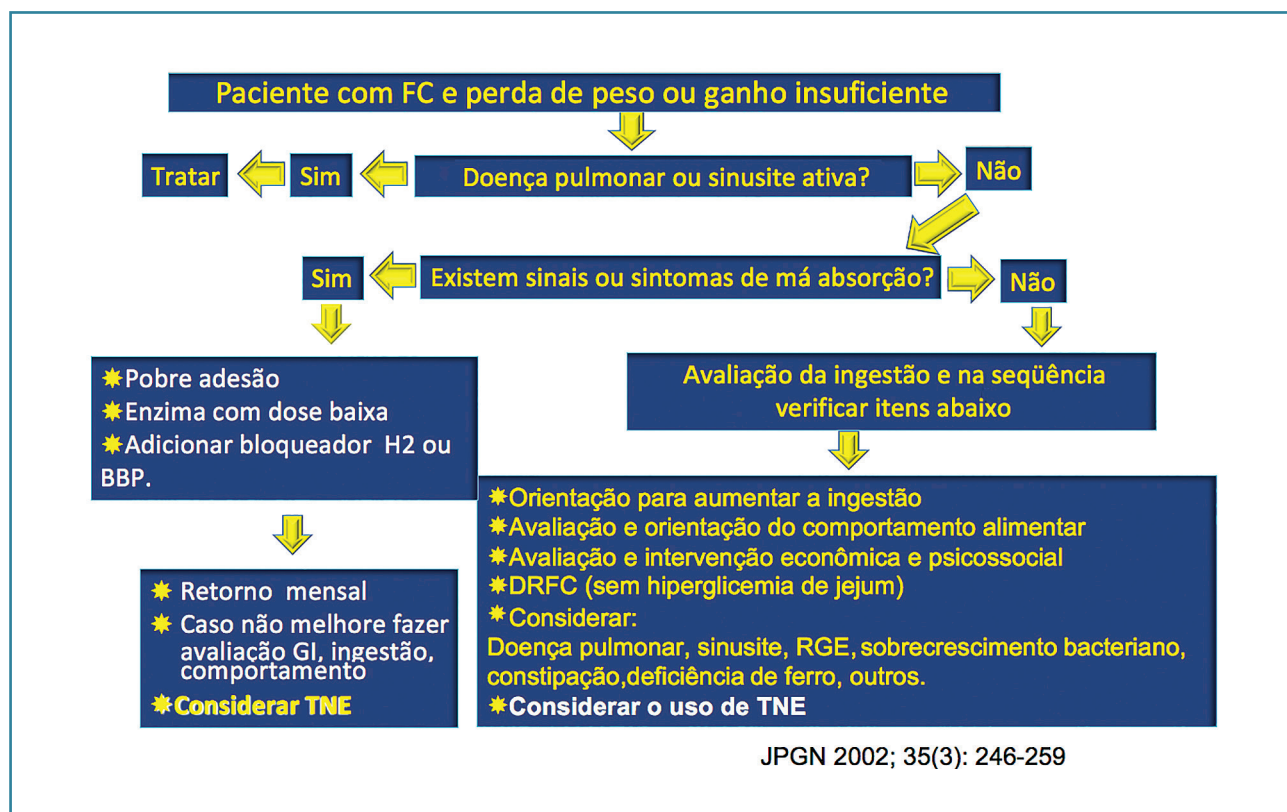 Paciente com FC e perda de peso ou ganho insuficiente
Tratar
Sim
Doença pulmonar ou sinusite ativa?
Não
Sim
Existem sinais ou sintomas de má absorção?
Não
Pobre adesão
Enzima com dose baixa
Adicionar bloqueador H2 ou
BBP.
Retorno mensal
Caso não melhore fazer
avaliação GI, ingestão,
comportamento
Considerar TNE
Avaliação da ingestão e na seqüência
verificar itens abaixo
Orientação para aumentar a ingestão
Avaliação e orientação do comportamento alimentar
Avaliação e intervenção econômica e psicossocial
DRFC (sem hiperglicemia de jejum)
Considerar:
Doença pulmonar, sinusite, RGE, sobrecrescimento bacteriano,
constipação,deficiência de ferro, outros.
Considerar o uso de TNE
JPGN 2002; 35(3): 246-259